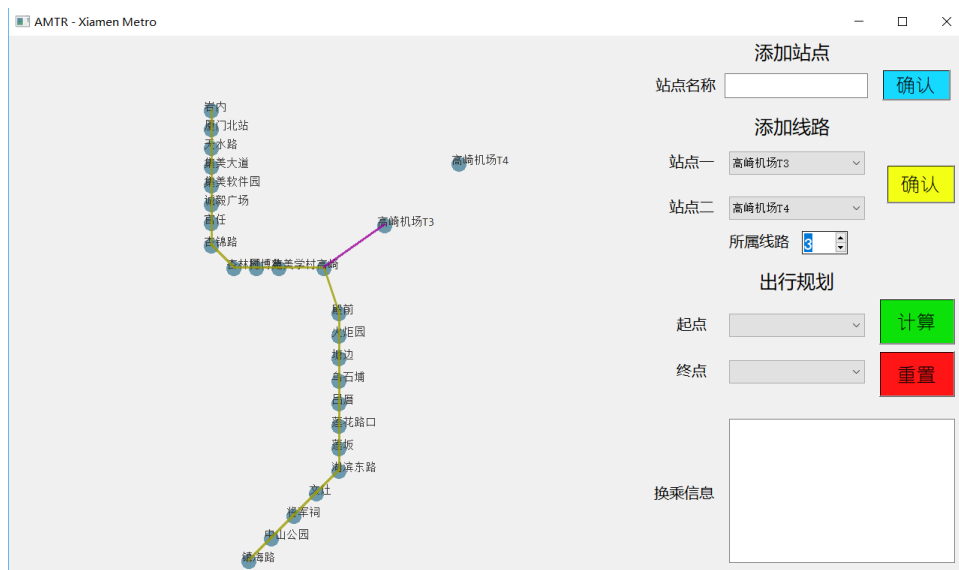 AMTR - Xiamen Metro
添加站点
站点名称
确认
添加线路
站点一
高崎机场T3
站点二
高崎机场T4
确认
所属线路
3
出行规划
起点
终点
计算
重置
换乘信息
岩内
厦门北站
天水路
集美大道
集美软件园
诚毅广场
官任
杏锦路
集美学村
高崎
高崎机场T3
高崎机场T4
殿前
火炬园
塘边
乌石埔
吕厝
莲花路口
莲坂
湖滨东路
文灶
将军祠
中山公园
镇海路